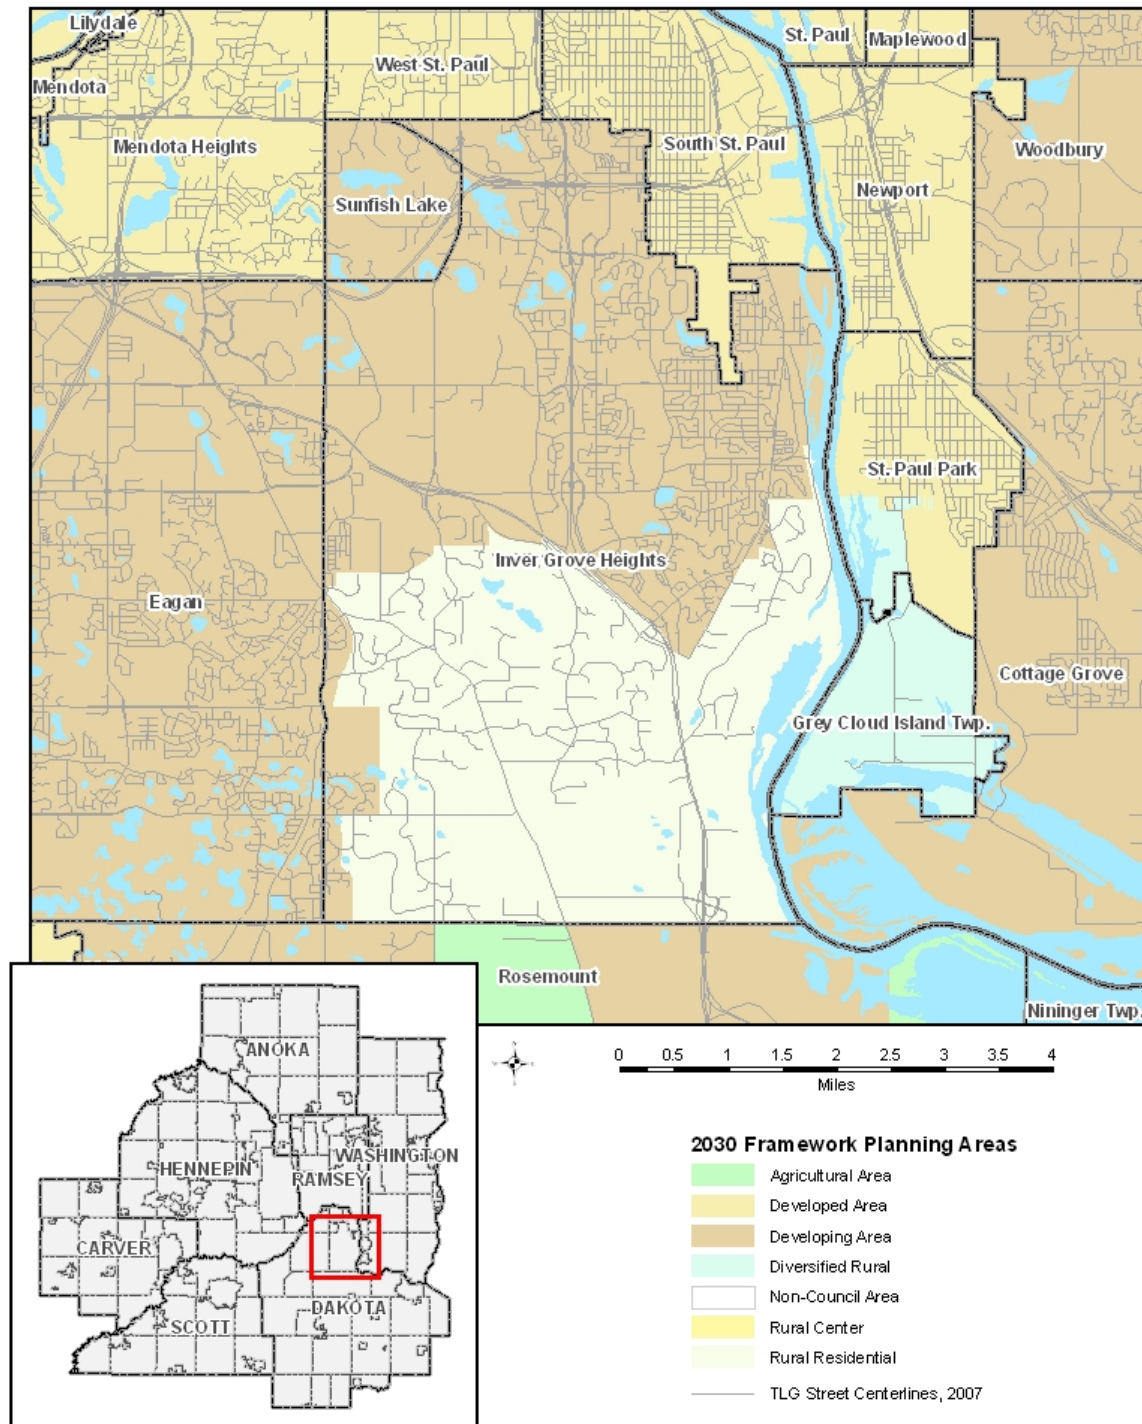 Lilydale
St. Paul
Maplewood
West St. Paul
Mendota
Mendota Heights
South St. Paul
Woodbury
Newport
Sunfish Lake
St. Paul Park
Inver Grove Heights
Eagan
Cottage Grove
Grey Cloud Island Twp.
Rosemount
Nininger Twp.
ANOKA
HENNEPIN
WASHINGTON
RAMSEY
CARVER
DAKOTA
SCOTT
0 0.5 1 1.5 2 2.5 3 3.5 4
Miles
2030 Framework Planning Areas
Agricultural Area
Developed Area
Developing Area
Diversified Rural
Non-Council Area
Rural Center
Rural Residential
TLG Street Centerlines, 2007